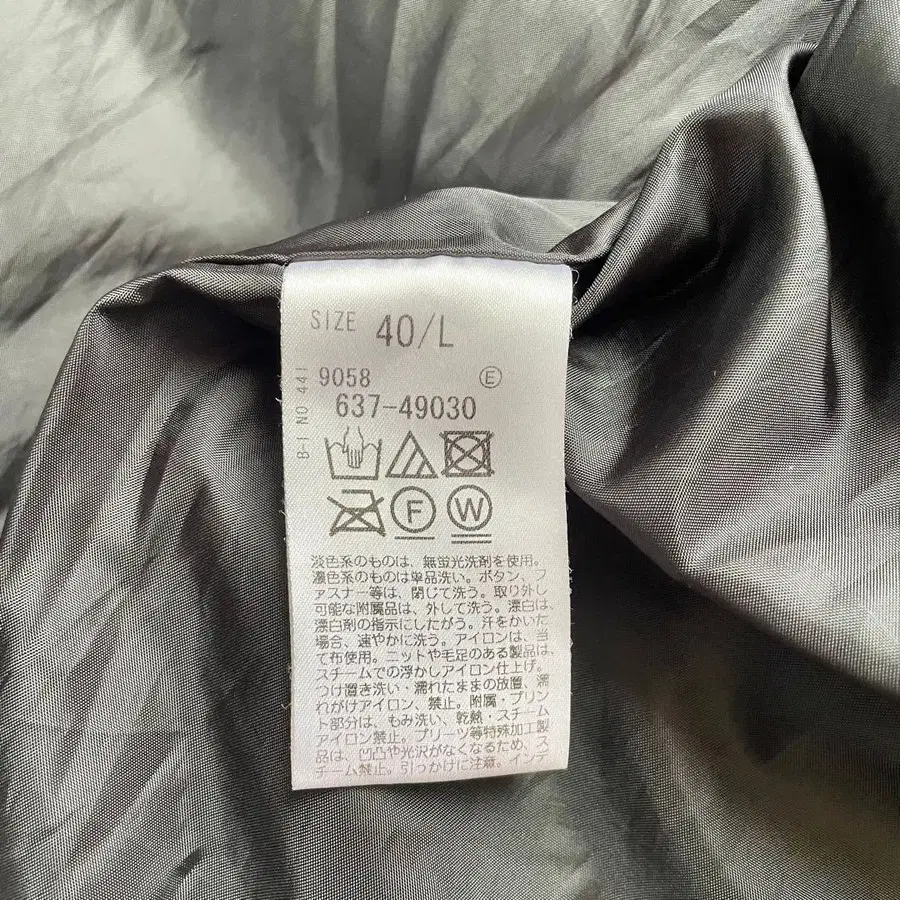 SIZE 40/L
B-1 NO 441
9058 Ⓔ
637-49030
F W
淡色系のものは、無蛍光洗剤を使用。
濃色系のものは単品洗い。ボタン、フ
ァスナー等は、閉じて洗う。取り外し
可能な附属品は、外して洗う。漂白は、
漂白剤の指示にしたがう。汗をかいた
場合、速やかに洗う。アイロンは、当
て布使用。ニットや毛足のある製品は、
スチームでの浮かしアイロン仕上げ。
つけ置き洗い・濡れたままの放置、濡
れがけアイロン、禁止。附属・プリン
ト部分は、もみ洗い、乾熱・スチーム
アイロン禁止。プリーツ等特殊加工製
品は、凹凸や光沢がなくなるため、ス
チーム禁止。引っかけに注意。インデ